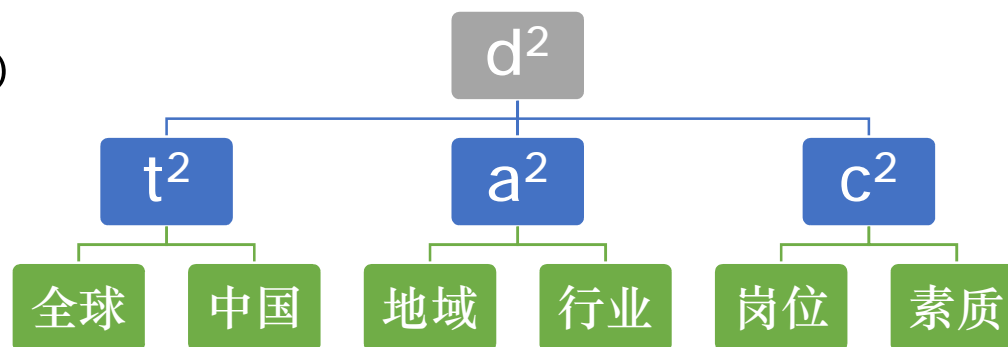 )
d²
t² a² c²
全球 中国 地域 行业 岗位 素质